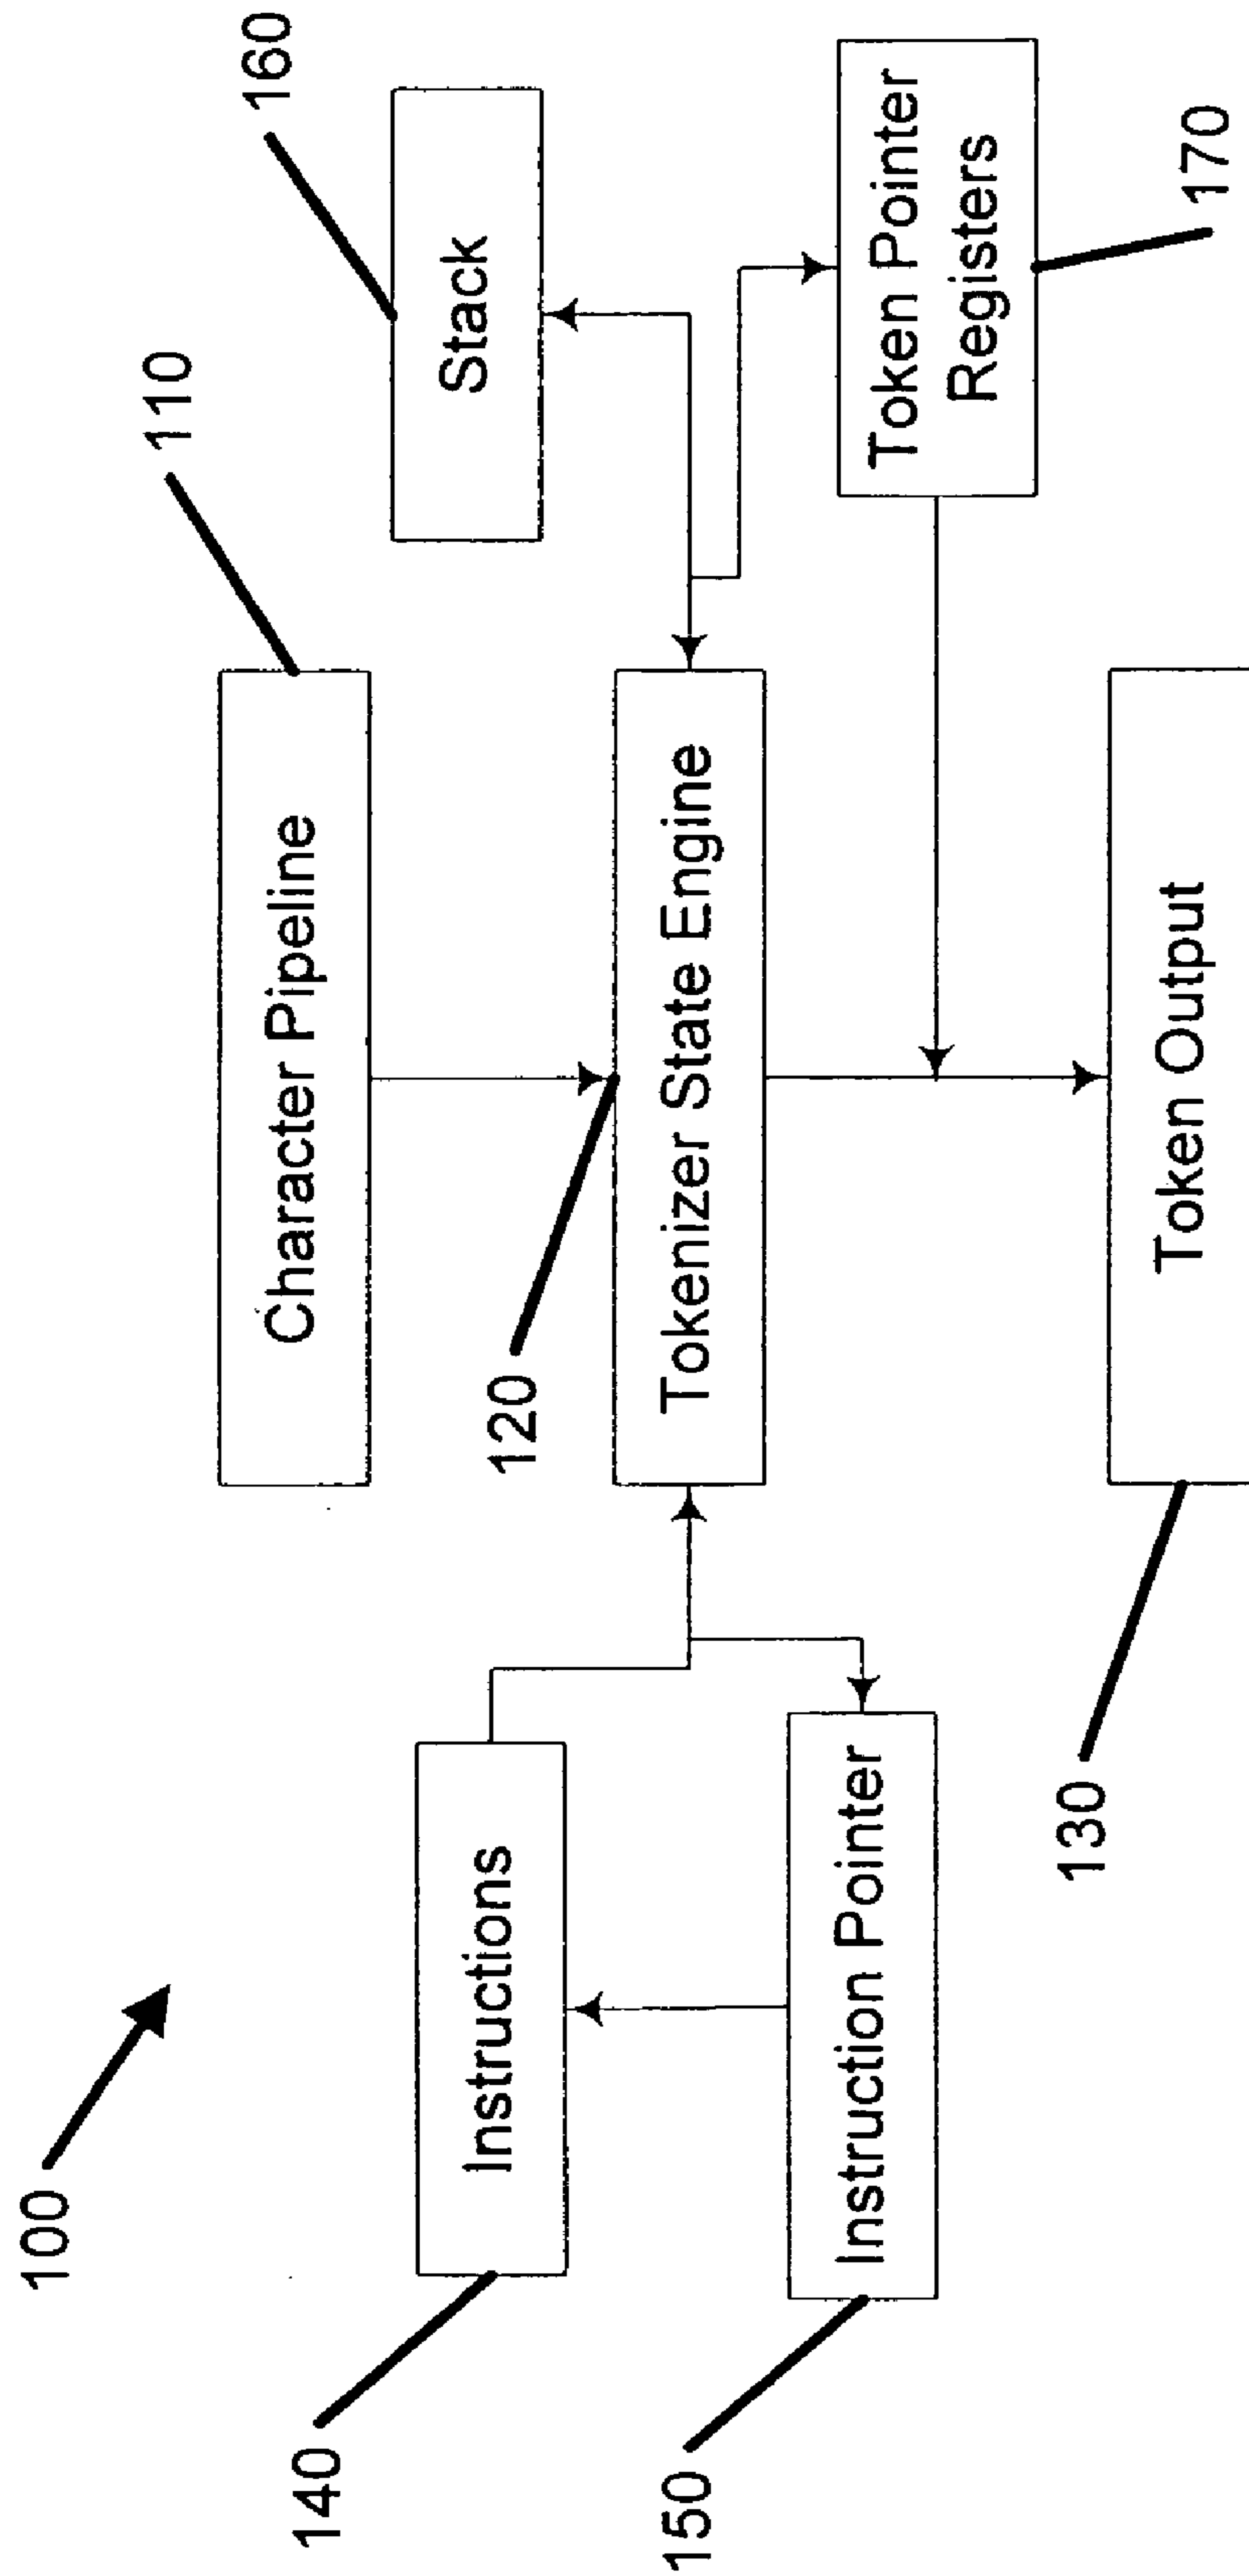 100
110
160
Character Pipeline
Stack
140
Instructions
120
Tokenizer State Engine
150
Instruction Pointer
Token Pointer
Registers
170
130
Token Output